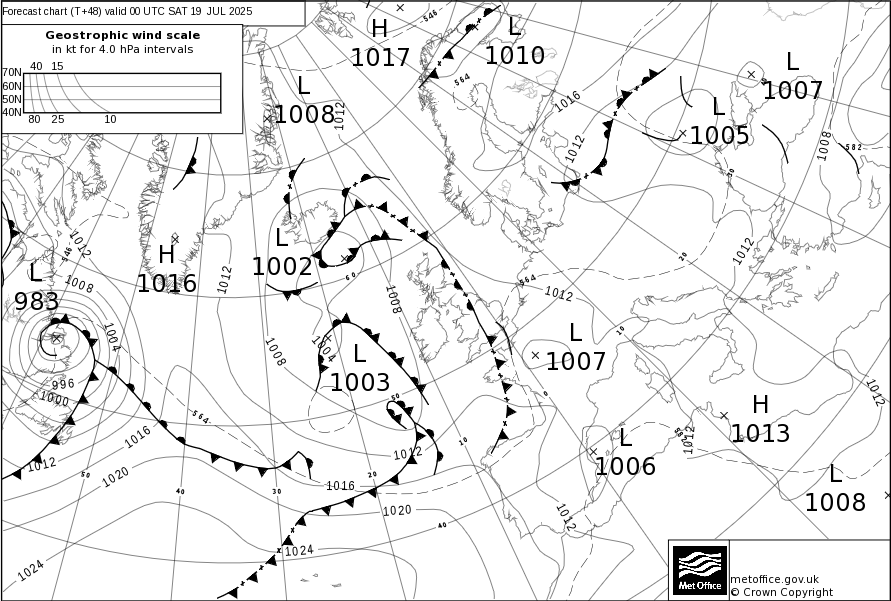 Forecast chart (T+48) valid 00 UTC SAT 19 JUL 2025
Geostrophic wind scale
in kt for 4.0 hPa intervals
40 15
70N
60N
50N
40N
80 25 10
H
1017
546
L
1010
564
L
1008
1012
1016
1012
L
1007
L
1005
1008
582
30
20
1012
L
1002
H
1016
1012
546
1008
L
983
1004
996
1000
1012
60
1008
1008
1004
L
1003
50
564
1012
L
1007
10
0
1012
564
1016
1012
1020
50
40
30
20
10
1012
1016
1020
40
1024
1024
L
1006
1012
582
1012
H
1013
L
1008
1012
Met Office
metoffice.gov.uk
© Crown Copyright